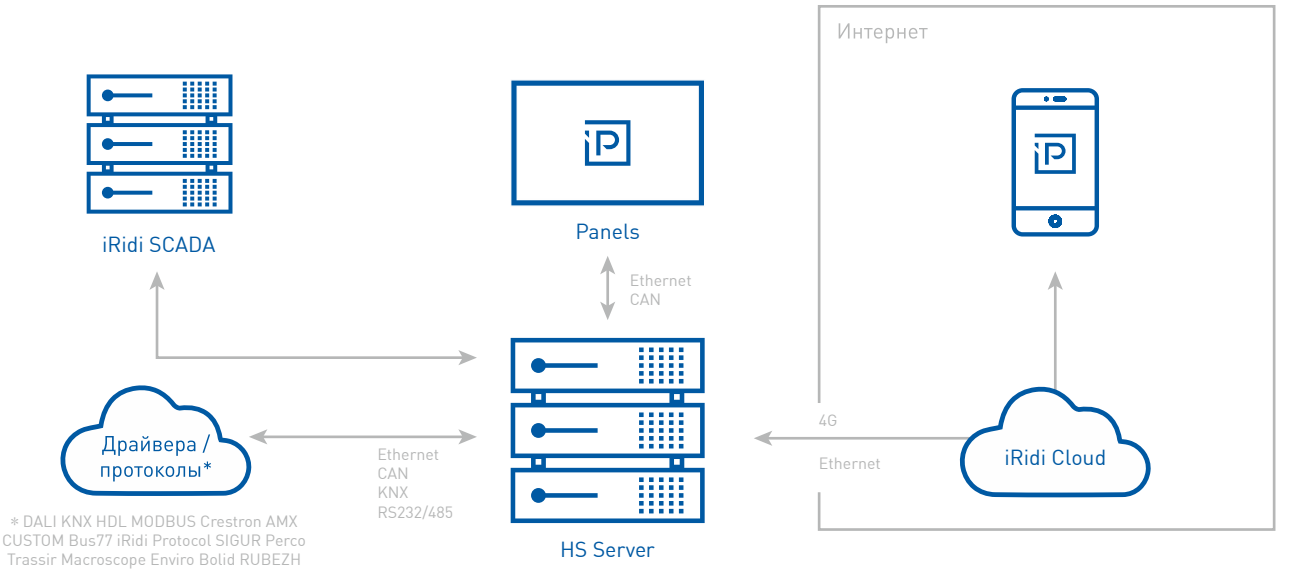 Интернет
iRidi SCADA
Panels
Ethernet
CAN
Драйвера /
протоколы*
Ethernet
CAN
KNX
RS232/485
4G
Ethernet
iRidi Cloud
* DALI KNX HDL MODBUS Crestron AMX
CUSTOM Bus77 iRidi Protocol SIGUR Perco
Trassir Macroscope Enviro Bolid RUBEZH
HS Server